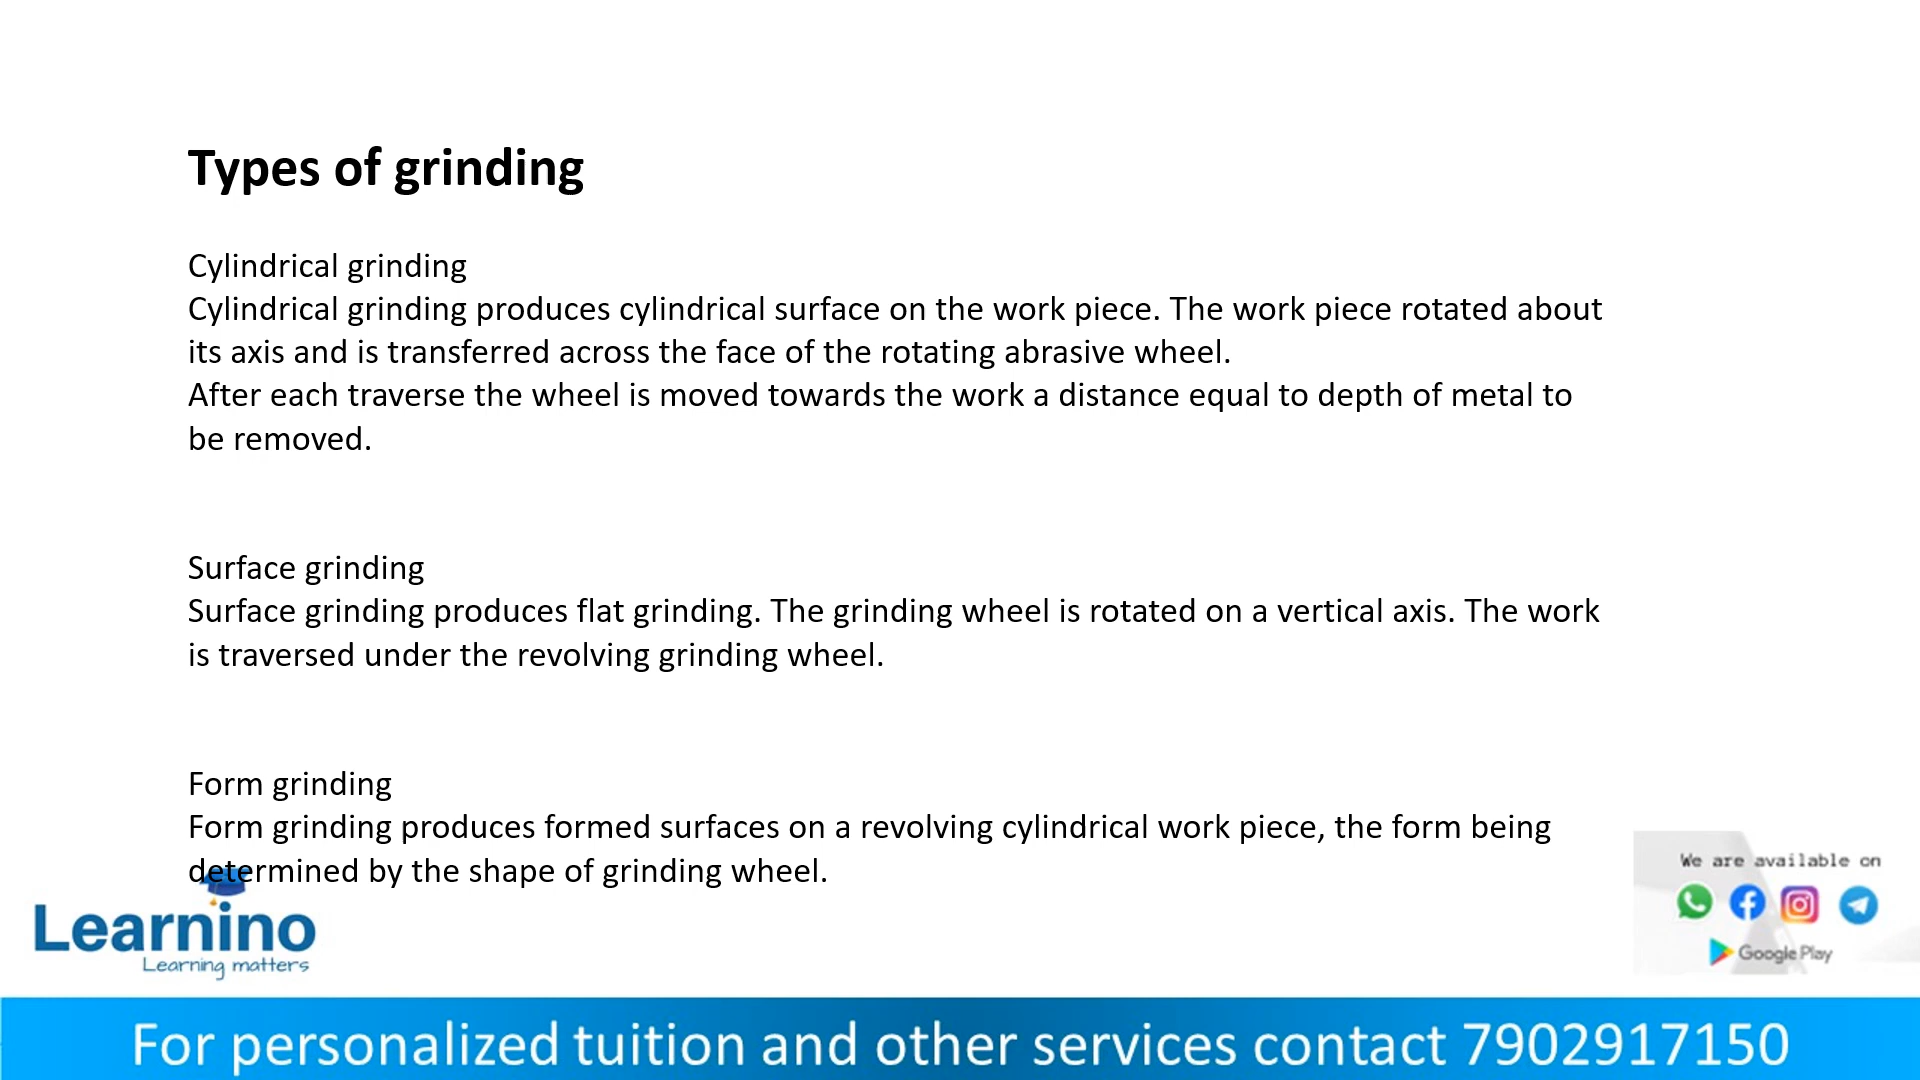 Types of grinding
Cylindrical grinding
Cylindrical grinding produces cylindrical surface on the work piece. The work piece rotated about
its axis and is transferred across the face of the rotating abrasive wheel.
After each traverse the wheel is moved towards the work a distance equal to depth of metal to
be removed.
Surface grinding
Surface grinding produces flat grinding. The grinding wheel is rotated on a vertical axis. The work
is traversed under the revolving grinding wheel.
Form grinding
Form grinding produces formed surfaces on a revolving cylindrical work piece, the form being
determined by the shape of grinding wheel.
Learnino
Learning matters
We are available on
Google Play
For personalized tuition and other services contact 7902917150